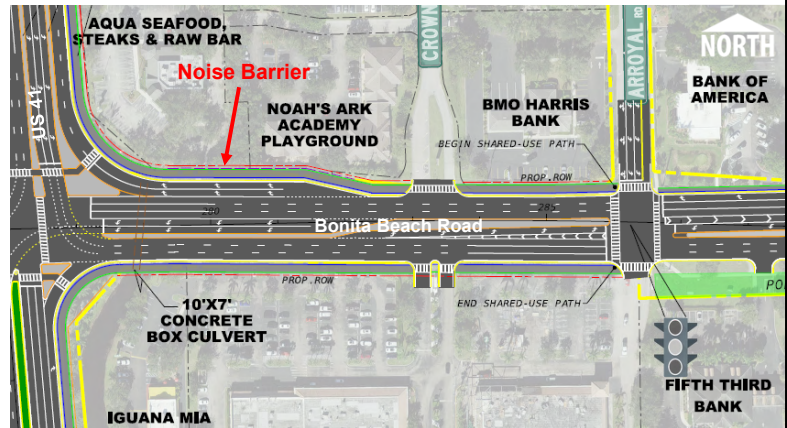 AQUA SEAFOOD,
STEAKS & RAW BAR
CROWN
ARROYAL RD
NORTH
US 41
Noise Barrier
NOAH'S ARK
ACADEMY
PLAYGROUND
BMO HARRIS
BANK
BANK OF
AMERICA
BEGIN SHARED-USE PATH
PROP.ROW
280
285
Bonita Beach Road
PROP.ROW
10'X7'
CONCRETE
BOX CULVERT
END SHARED-USE PATH
IGUANA MIA
FIFTH THIRD
BANK